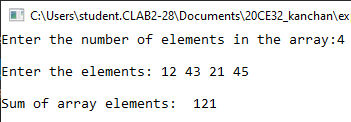 C:\Users\student.CLAB2-28\Documents\20CE32_kanchan\ex
Enter the number of elements in the array:4
Enter the elements: 12 43 21 45
Sum of array elements:  121